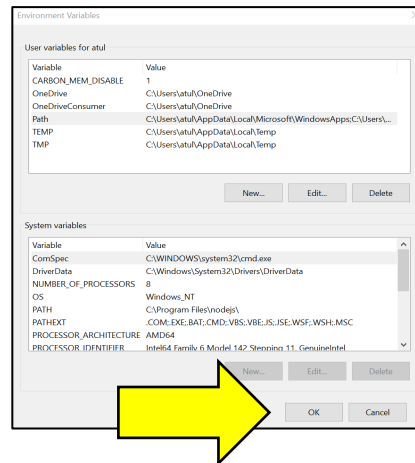 Environment Variables
User variables for atul
Variable Value
CARBON_MEM_DISABLE 1
OneDrive C:\Users\atul\OneDrive
OneDriveConsumer C:\Users\atul\OneDrive
Path C:\Users\atul\AppData\Local\Microsoft\WindowsApps;C:\Users\...
TEMP C:\Users\atul\AppData\Local\Temp
TMP C:\Users\atul\AppData\Local\Temp
New... Edit... Delete
System variables
Variable Value
ComSpec C:\WINDOWS\system32\cmd.exe
DriverData C:\Windows\System32\Drivers\DriverData
NUMBER_OF_PROCESSORS 8
OS Windows_NT
PATH C:\Program Files\nodejs\
PATHEXT .COM;.EXE;.BAT;.CMD;.VBS;.VBE;.JS;.JSE;.WSF;.WSH;.MSC
PROCESSOR_ARCHITECTURE AMD64
PROCESSOR_IDENTIFIER Intel64 Family 6 Model 142 Stepping 11, GenuineIntel
New... Edit... Delete
OK Cancel